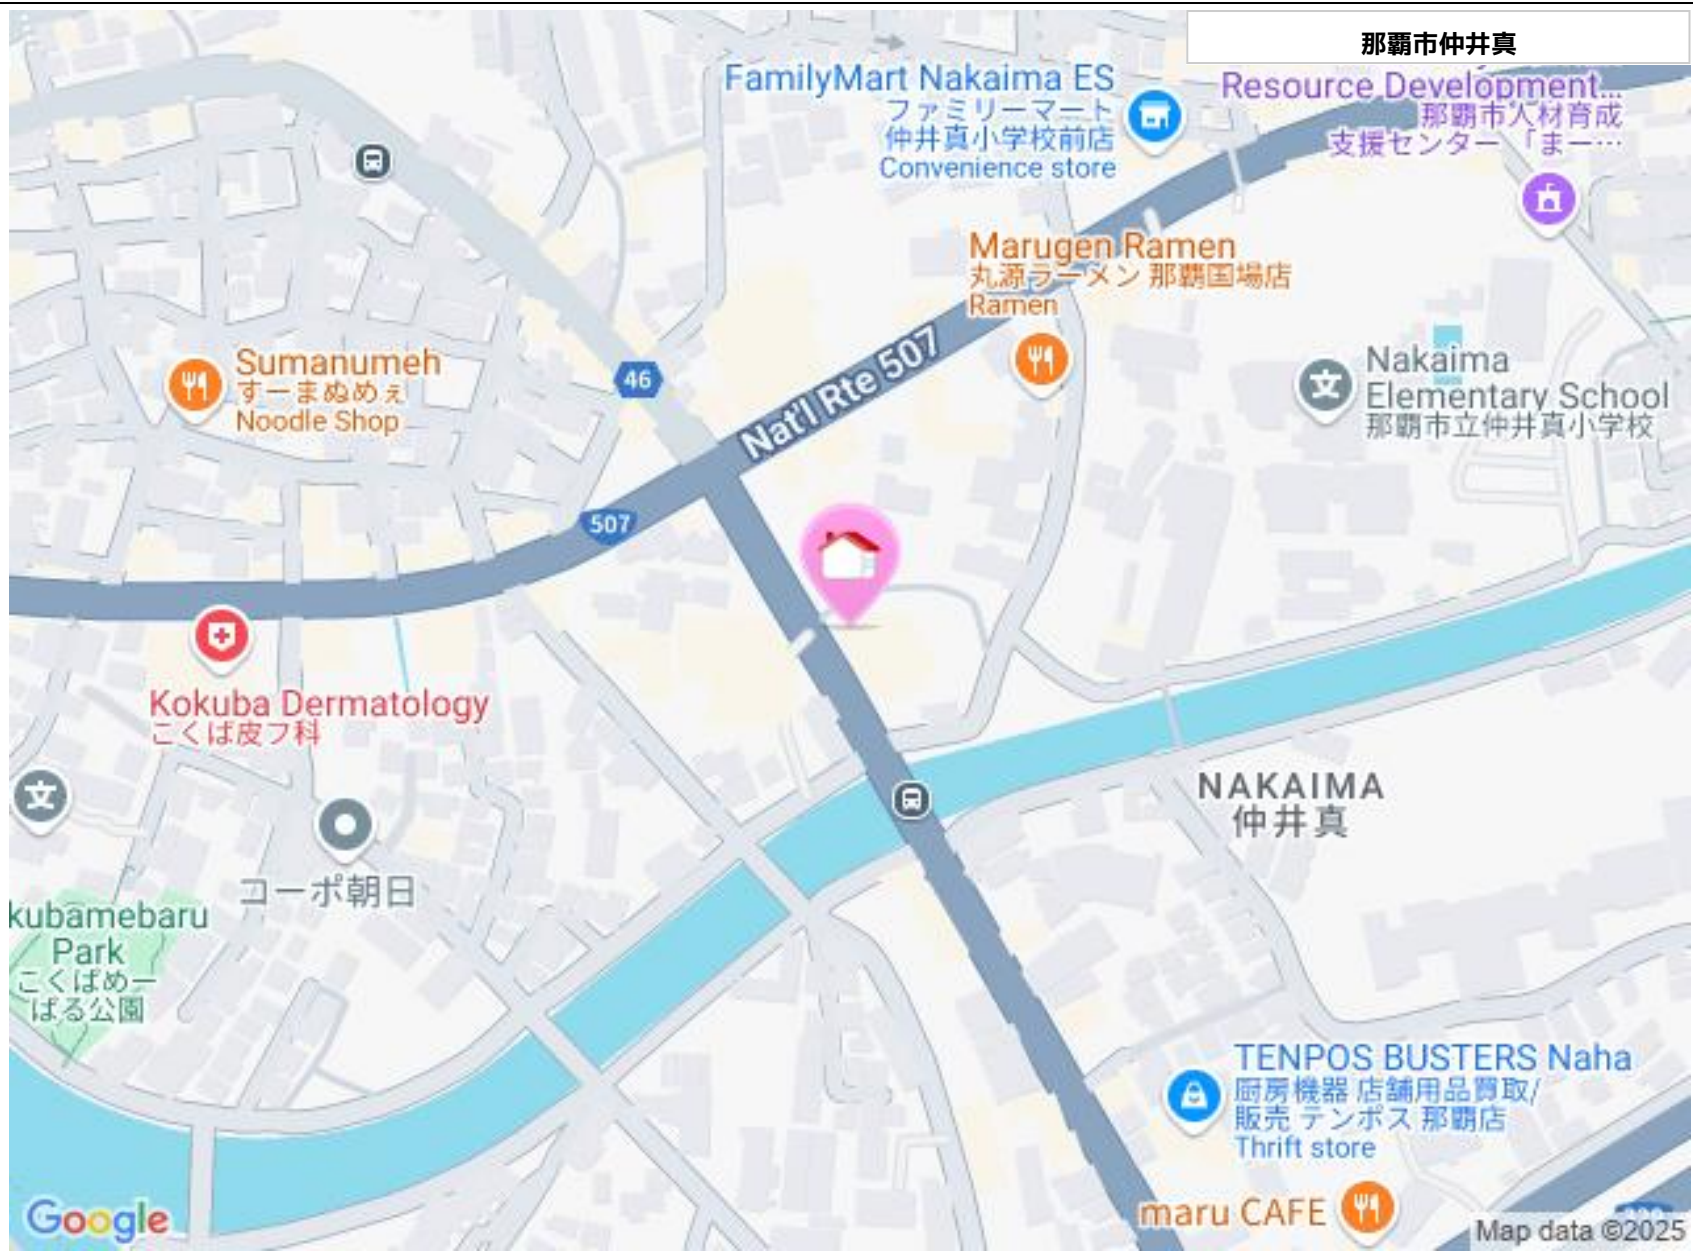 那覇市仲井真
FamilyMart Nakaima ES
ファミリーマート
仲井真小学校前店
Convenience store
Resource Development...
那覇市人材育成
支援センター 「まー…
Marugen Ramen
丸源ラーメン 那覇国場店
Ramen
Sumanumeh
すーまぬめぇ
Noodle Shop
46
Nat'l Rte 507
Nakaima
Elementary School
那覇市立仲井真小学校
507
Kokuba Dermatology
こくば皮フ科
文
文
コーポ朝日
NAKAIMA
仲井真
kubamebaru
Park
こくばめー
ばる公園
TENPOS BUSTERS Naha
厨房機器 店舗用品買取/
販売 テンポス 那覇店
Thrift store
maru CAFE
Google
Map data ©2025